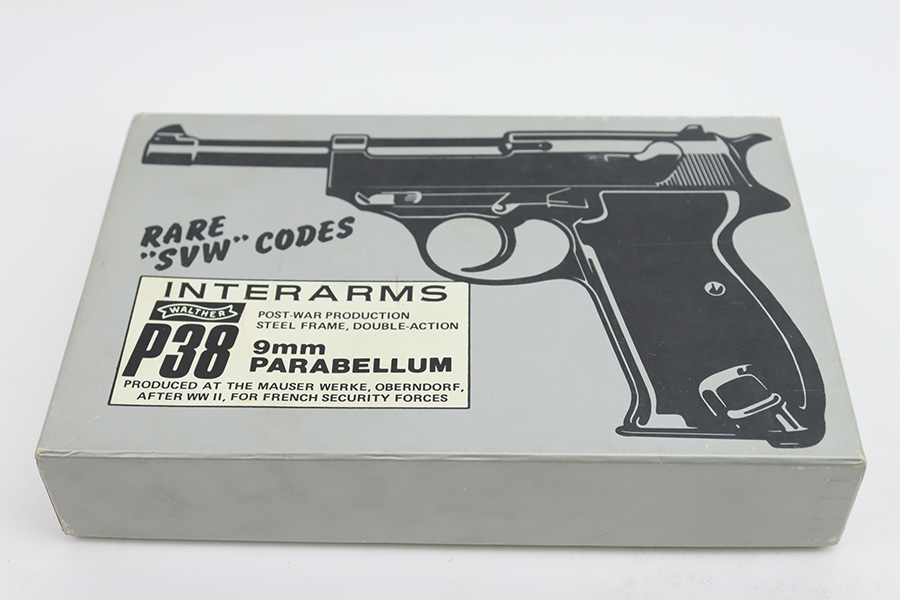 RARE
"SVW" CODES
INTERARMS
WALTHER
P38
POST-WAR PRODUCTION
STEEL FRAME, DOUBLE-ACTION
9mm
PARABELLUM
PRODUCED AT THE MAUSER WERKE, OBERNDORF,
AFTER WW II, FOR FRENCH SECURITY FORCES